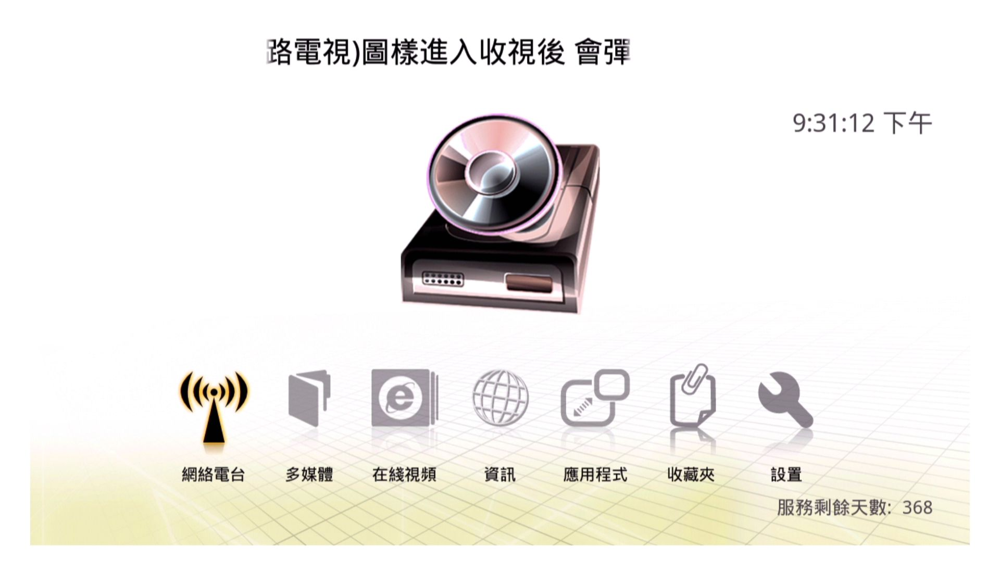 路電視)圖樣進入收視後 會彈
9:31:12 下午
網絡電台 多媒體 在綫視頻 資訊 應用程式 收藏夾 設置
服務剩餘天數: 368